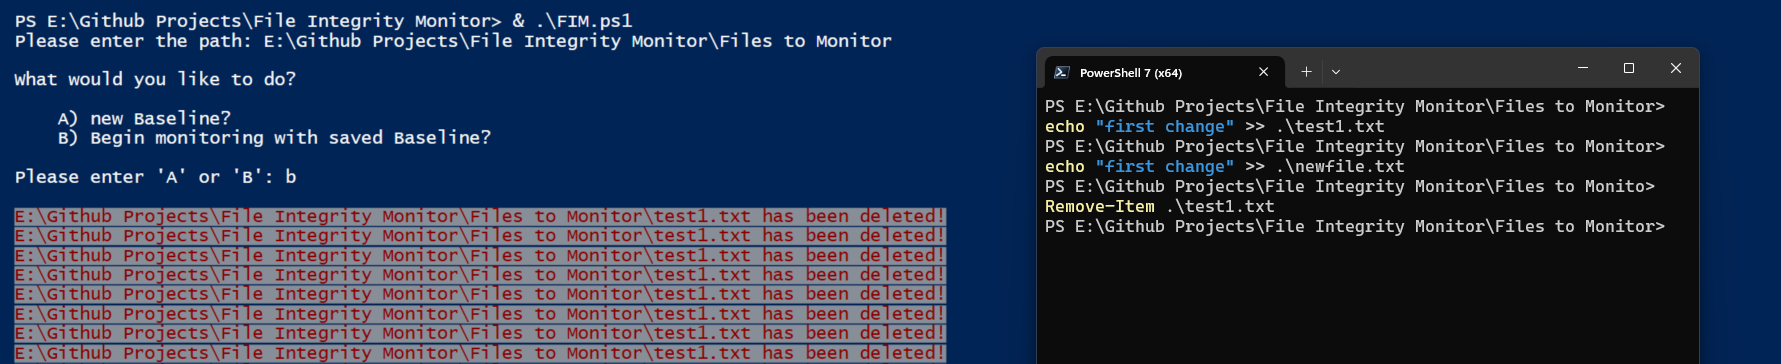 PS E:\Github Projects\File Integrity Monitor> & .\FIM.ps1
Please enter the path: E:\Github Projects\File Integrity Monitor\Files to Monitor
What would you like to do?
A) new Baseline?
B) Begin monitoring with saved Baseline?
Please enter 'A' or 'B': b
E:\Github Projects\File Integrity Monitor\Files to Monitor\test1.txt has been deleted!
E:\Github Projects\File Integrity Monitor\Files to Monitor\test1.txt has been deleted!
E:\Github Projects\File Integrity Monitor\Files to Monitor\test1.txt has been deleted!
E:\Github Projects\File Integrity Monitor\Files to Monitor\test1.txt has been deleted!
E:\Github Projects\File Integrity Monitor\Files to Monitor\test1.txt has been deleted!
E:\Github Projects\File Integrity Monitor\Files to Monitor\test1.txt has been deleted!
E:\Github Projects\File Integrity Monitor\Files to Monitor\test1.txt has been deleted!
E:\Github Projects\File Integrity Monitor\Files to Monitor\test1.txt has been deleted!
PowerShell 7 (x64)
PS E:\Github Projects\File Integrity Monitor\Files to Monitor>
echo "first change" >> .\test1.txt
PS E:\Github Projects\File Integrity Monitor\Files to Monitor>
echo "first change" >> .\newfile.txt
PS E:\Github Projects\File Integrity Monitor\Files to Monito>
Remove-Item .\test1.txt
PS E:\Github Projects\File Integrity Monitor\Files to Monitor>